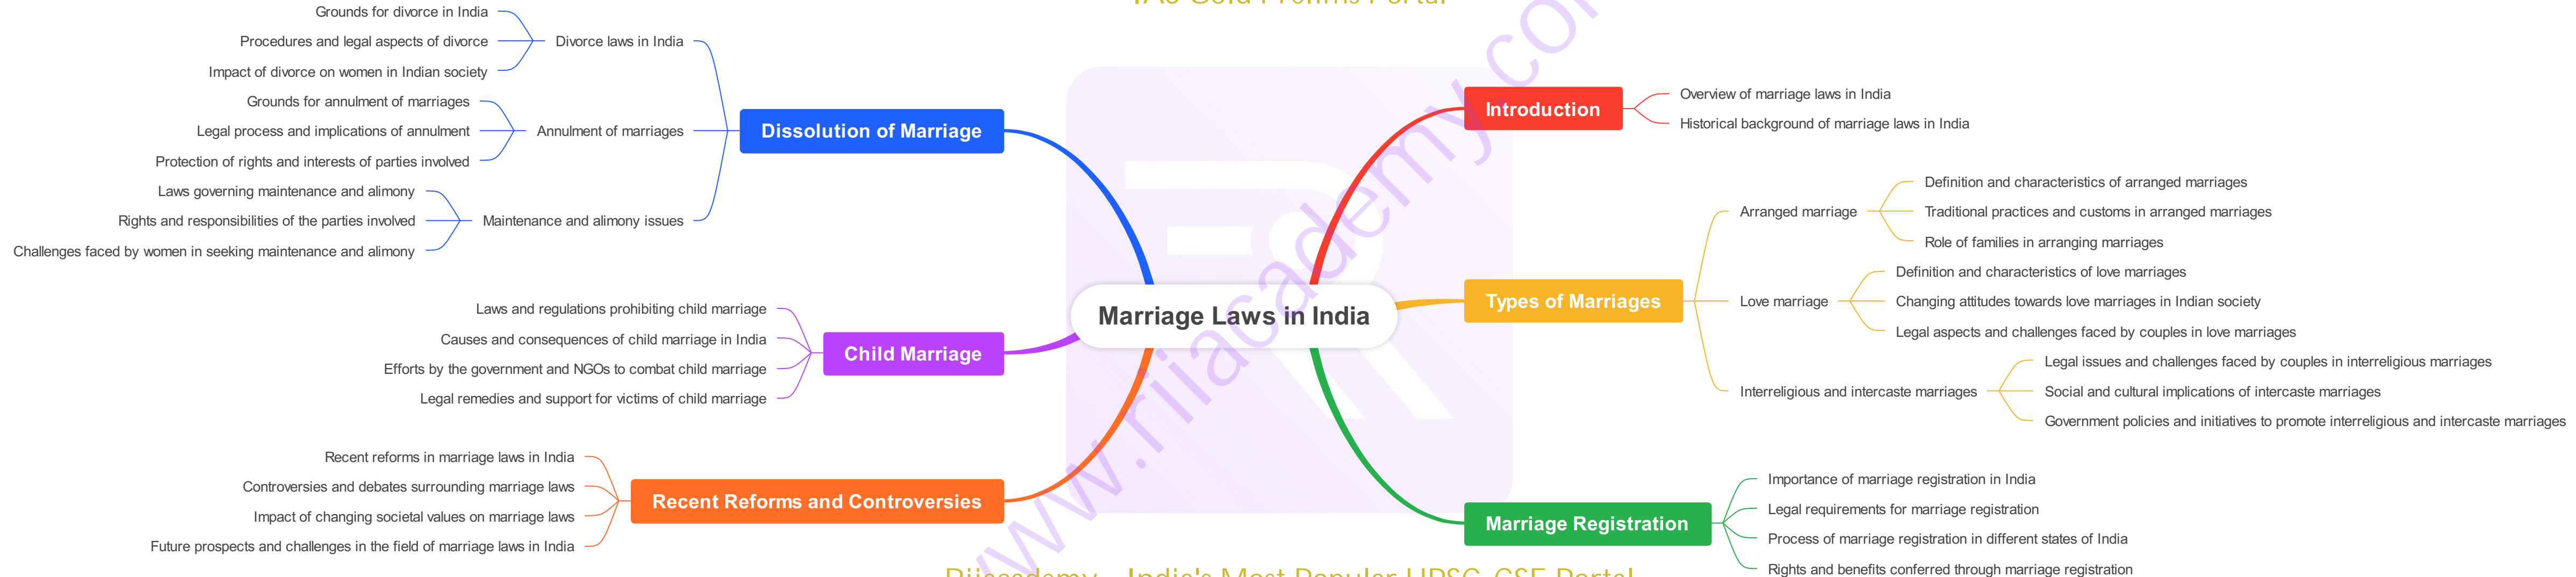 IAS Gold Prelims Portal
Marriage Laws in India
Introduction
Overview of marriage laws in India
Historical background of marriage laws in India
Types of Marriages
Arranged marriage
Definition and characteristics of arranged marriages
Traditional practices and customs in arranged marriages
Role of families in arranging marriages
Love marriage
Definition and characteristics of love marriages
Changing attitudes towards love marriages in Indian society
Legal aspects and challenges faced by couples in love marriages
Interreligious and intercaste marriages
Legal issues and challenges faced by couples in interreligious marriages
Social and cultural implications of intercaste marriages
Government policies and initiatives to promote interreligious and intercaste marriages
Marriage Registration
Importance of marriage registration in India
Legal requirements for marriage registration
Process of marriage registration in different states of India
Rights and benefits conferred through marriage registration
Dissolution of Marriage
Divorce laws in India
Grounds for divorce in India
Procedures and legal aspects of divorce
Impact of divorce on women in Indian society
Annulment of marriages
Grounds for annulment of marriages
Legal process and implications of annulment
Protection of rights and interests of parties involved
Maintenance and alimony issues
Laws governing maintenance and alimony
Rights and responsibilities of the parties involved
Challenges faced by women in seeking maintenance and alimony
Child Marriage
Laws and regulations prohibiting child marriage
Causes and consequences of child marriage in India
Efforts by the government and NGOs to combat child marriage
Legal remedies and support for victims of child marriage
Recent Reforms and Controversies
Recent reforms in marriage laws in India
Controversies and debates surrounding marriage laws
Impact of changing societal values on marriage laws
Future prospects and challenges in the field of marriage laws in India
www.rijacademy.com
Rijacademy - India's Most Popular UPSC-CSE Portal